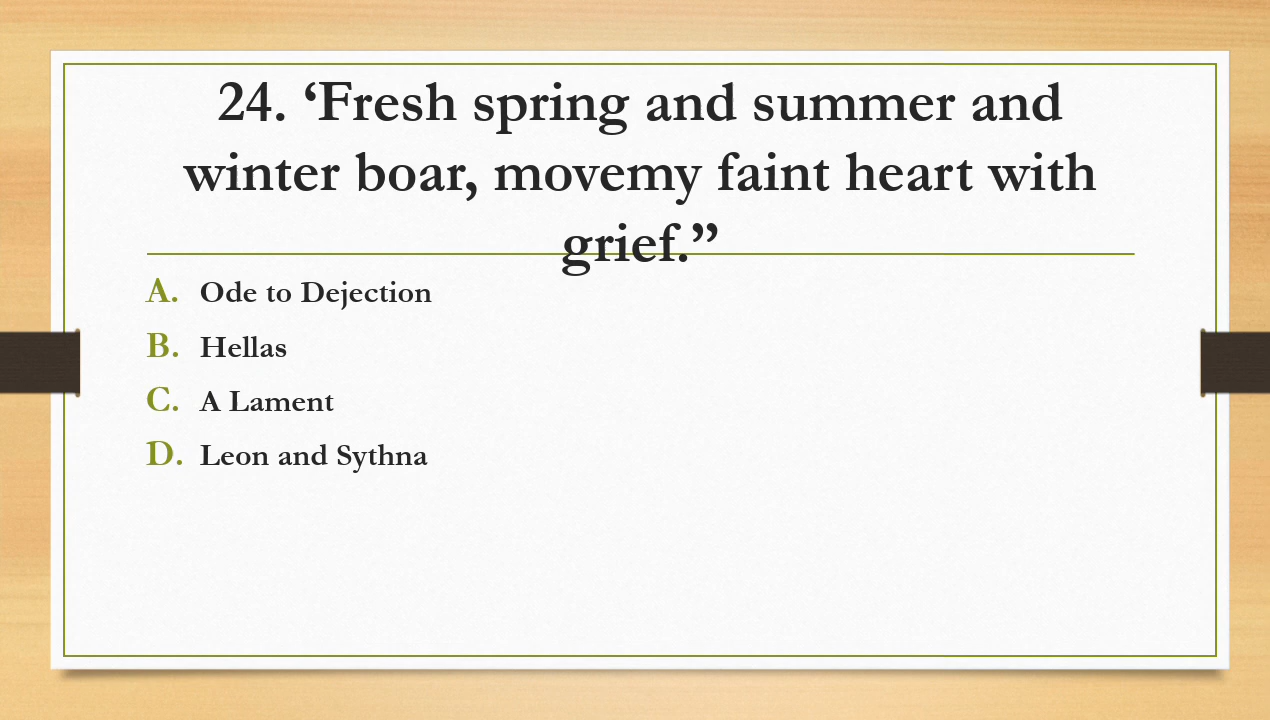 24. ‘Fresh spring and summer and
winter boar, movemy faint heart with
grief.”
A. Ode to Dejection
B. Hellas
C. A Lament
D. Leon and Sythna